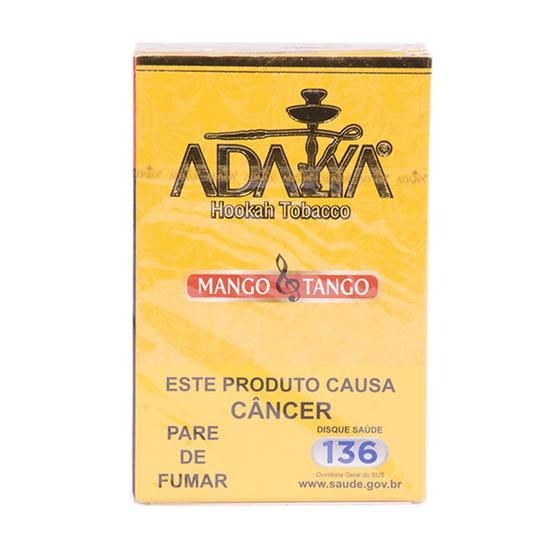 ADALYA®
Hookah Tobacco
MANGO TANGO
ESTE PRODUTO CAUSA
CÂNCER
PARE
DE
FUMAR
DISQUE SAÚDE
136
Ouvidoria Geral do SUS
www.saude.gov.br